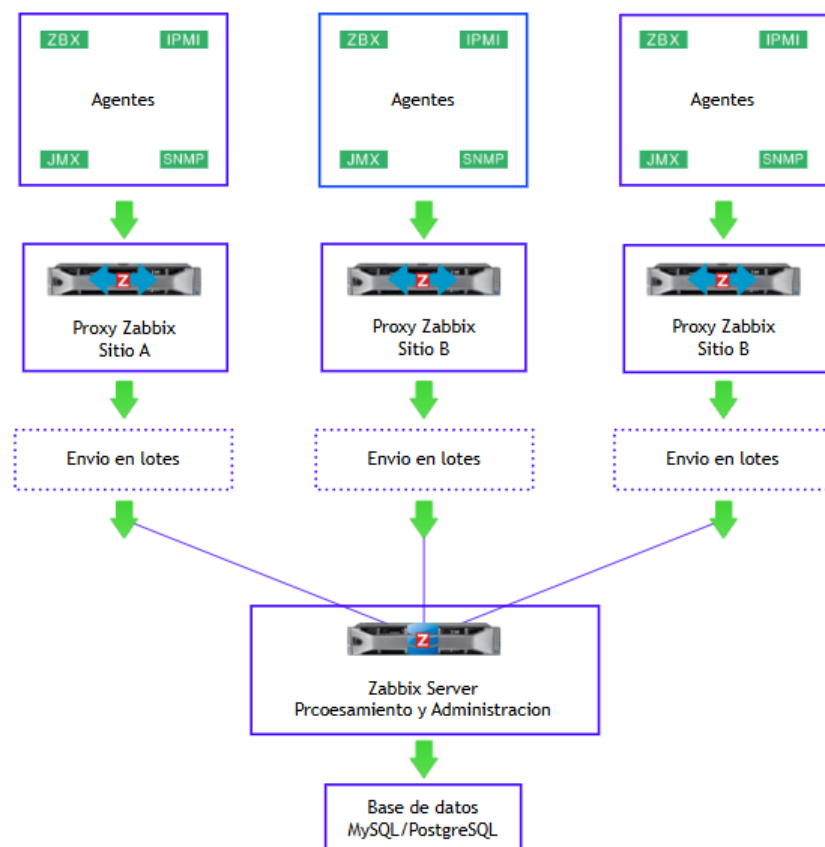 ZBX IPMI
Agentes
JMX SNMP
ZBX IPMI
Agentes
JMX SNMP
ZBX IPMI
Agentes
JMX SNMP
Z
Proxy Zabbix
Sitio A
Z
Proxy Zabbix
Sitio B
Z
Proxy Zabbix
Sitio B
Envio en lotes
Envio en lotes
Envio en lotes
Z
Zabbix Server
Prcoesamiento y Administracion
Base de datos
MySQL/PostgreSQL